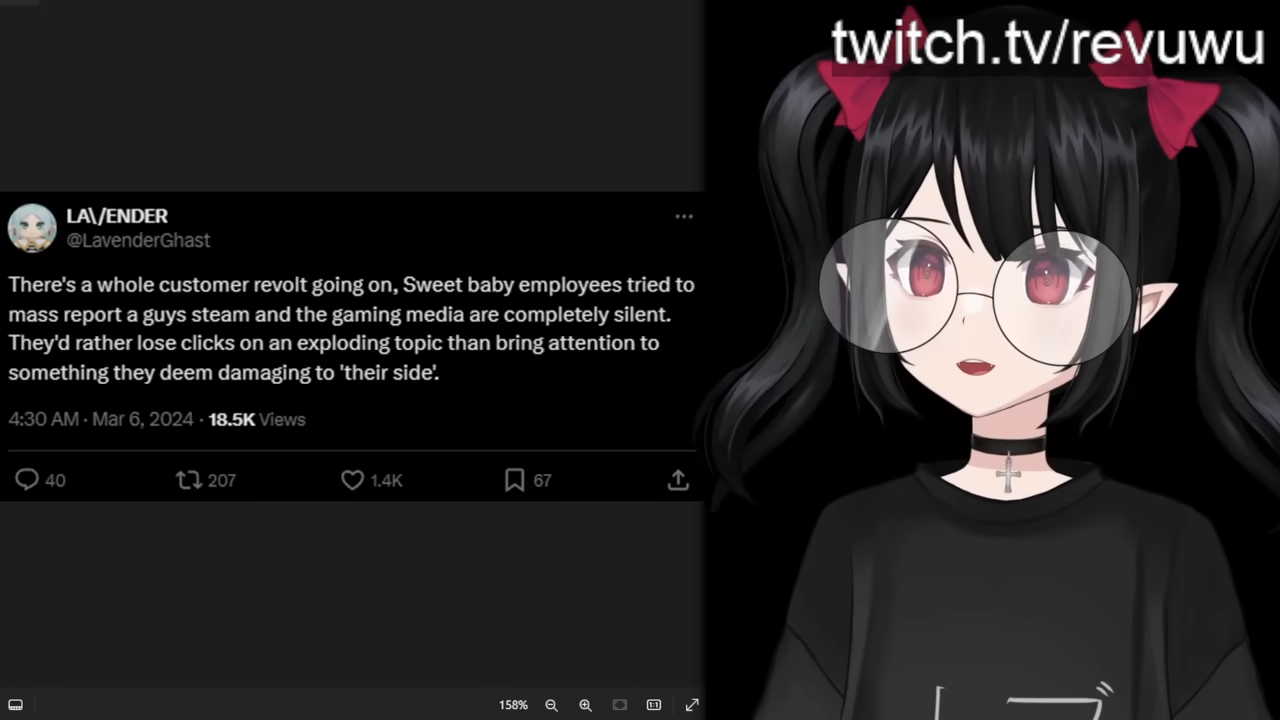 twitch.tv/revuwu
LA\/ENDER
@LavenderGhast
There's a whole customer revolt going on, Sweet baby employees tried to
mass report a guys steam and the gaming media are completely silent.
They'd rather lose clicks on an exploding topic than bring attention to
something they deem damaging to 'their side'.
4:30 AM · Mar 6, 2024 · 18.5K Views
40 207 1.4K 67
158% 1:1